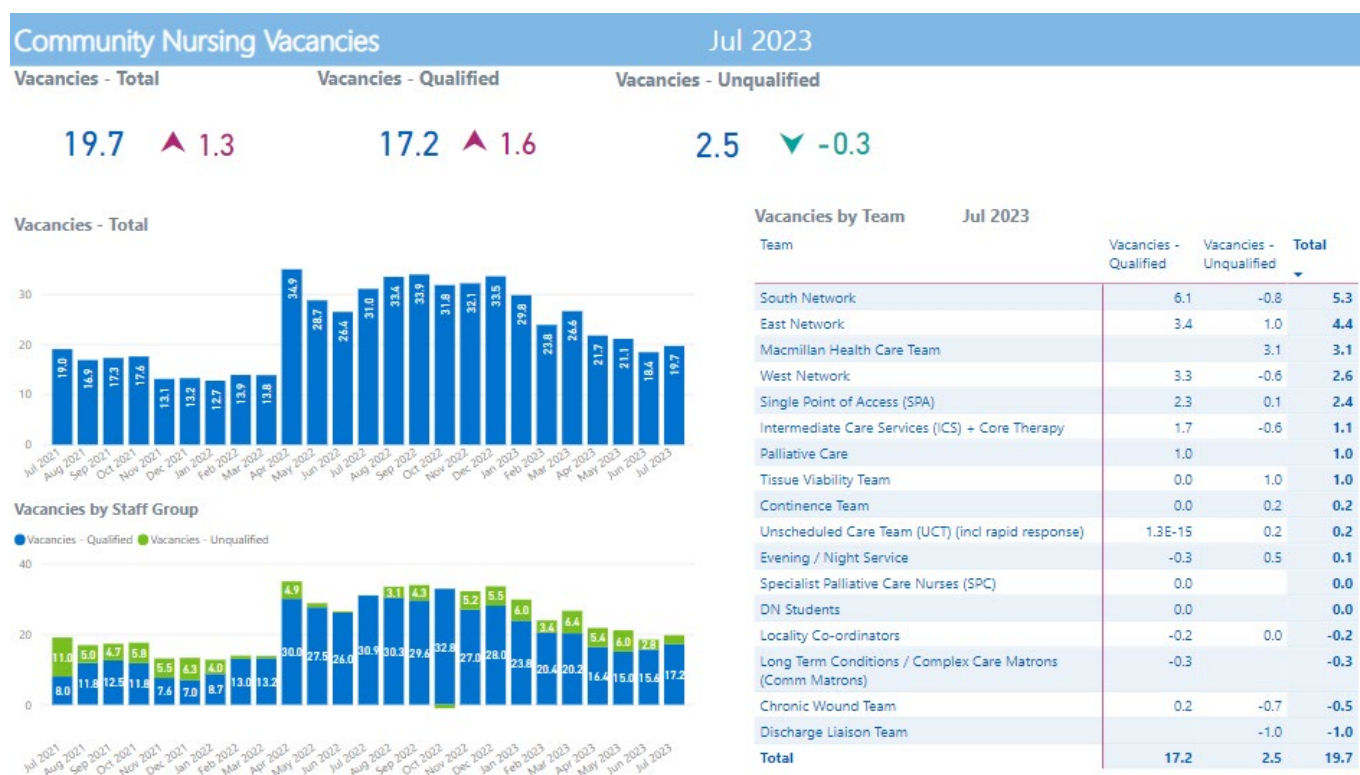 Community Nursing Vacancies Jul 2023
Vacancies - Total Vacancies - Qualified Vacancies - Unqualified
19.7 1.3 17.2 1.6 2.5 -0.3
Vacancies - Total
30
20
10
0
19.0 16.9 17.3 17.6 13.1 13.2 12.7 13.9 13.8 34.9 28.7 26.4 31.0 33.4 33.9 31.8 32.1 33.5 29.8 23.8 26.6 21.7 21.1 18.4 19.7
Jul 2021 Aug 2021 Sep 2021 Oct 2021 Nov 2021 Dec 2021 Jan 2022 Feb 2022 Mar 2022 Apr 2022 May 2022 Jun 2022 Jul 2022 Aug 2022 Sep 2022 Oct 2022 Nov 2022 Dec 2022 Jan 2023 Feb 2023 Mar 2023 Apr 2023 May 2023 Jun 2023 Jul 2023
Vacancies by Staff Group
Vacancies - Qualified Vacancies - Unqualified
40
20
0
11.0 5.0 4.7 5.8 5.5 6.3 4.0 4.9 3.1 4.3 5.2 5.5 6.0 3.4 6.4 5.4 6.0 2.8
8.0 11.8 12.5 11.8 7.6 7.0 8.7 13.0 13.2 30.0 27.5 26.0 30.9 30.3 29.6 32.8 27.0 28.0 23.8 20.4 20.2 16.4 15.0 15.6 17.2
Jul 2021 Aug 2021 Sep 2021 Oct 2021 Nov 2021 Dec 2021 Jan 2022 Feb 2022 Mar 2022 Apr 2022 May 2022 Jun 2022 Jul 2022 Aug 2022 Sep 2022 Oct 2022 Nov 2022 Dec 2022 Jan 2023 Feb 2023 Mar 2023 Apr 2023 May 2023 Jun 2023 Jul 2023
Vacancies by Team Jul 2023
Team Vacancies - Vacancies - Total
Qualified Unqualified
South Network 6.1 -0.8 5.3
East Network 3.4 1.0 4.4
Macmillan Health Care Team 3.1 3.1
West Network 3.3 -0.6 2.6
Single Point of Access (SPA) 2.3 0.1 2.4
Intermediate Care Services (ICS) + Core Therapy 1.7 -0.6 1.1
Palliative Care 1.0 1.0
Tissue Viability Team 0.0 1.0 1.0
Continence Team 0.0 0.2 0.2
Unscheduled Care Team (UCT) (incl rapid response) 1.3E-15 0.2 0.2
Evening / Night Service -0.3 0.5 0.1
Specialist Palliative Care Nurses (SPC) 0.0 0.0
DN Students 0.0 0.0
Locality Co-ordinators -0.2 0.0 -0.2
Long Term Conditions / Complex Care Matrons -0.3 -0.3
(Comm Matrons)
Chronic Wound Team 0.2 -0.7 -0.5
Discharge Liaison Team -1.0 -1.0
Total 17.2 2.5 19.7